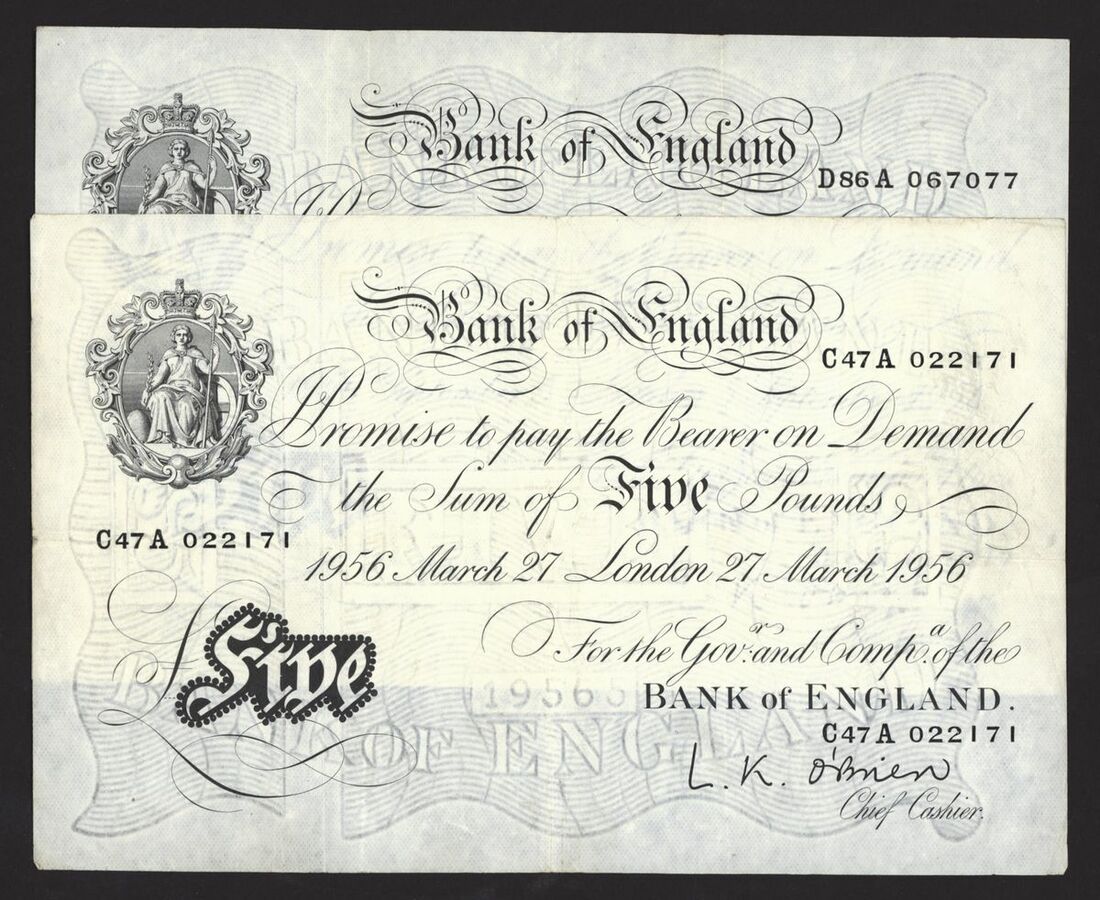 Bank of England
D86A 067077
Bank of England
C47A 022171
I Promise to pay the Bearer on Demand
the Sum of Five Pounds
C47A 022171
1956 March 27 London 27 March 1956
£Five
For the Gov.r and Comp.a of the
BANK of ENGLAND.
C47A 022171
L. K. O'Brien
Chief Cashier.